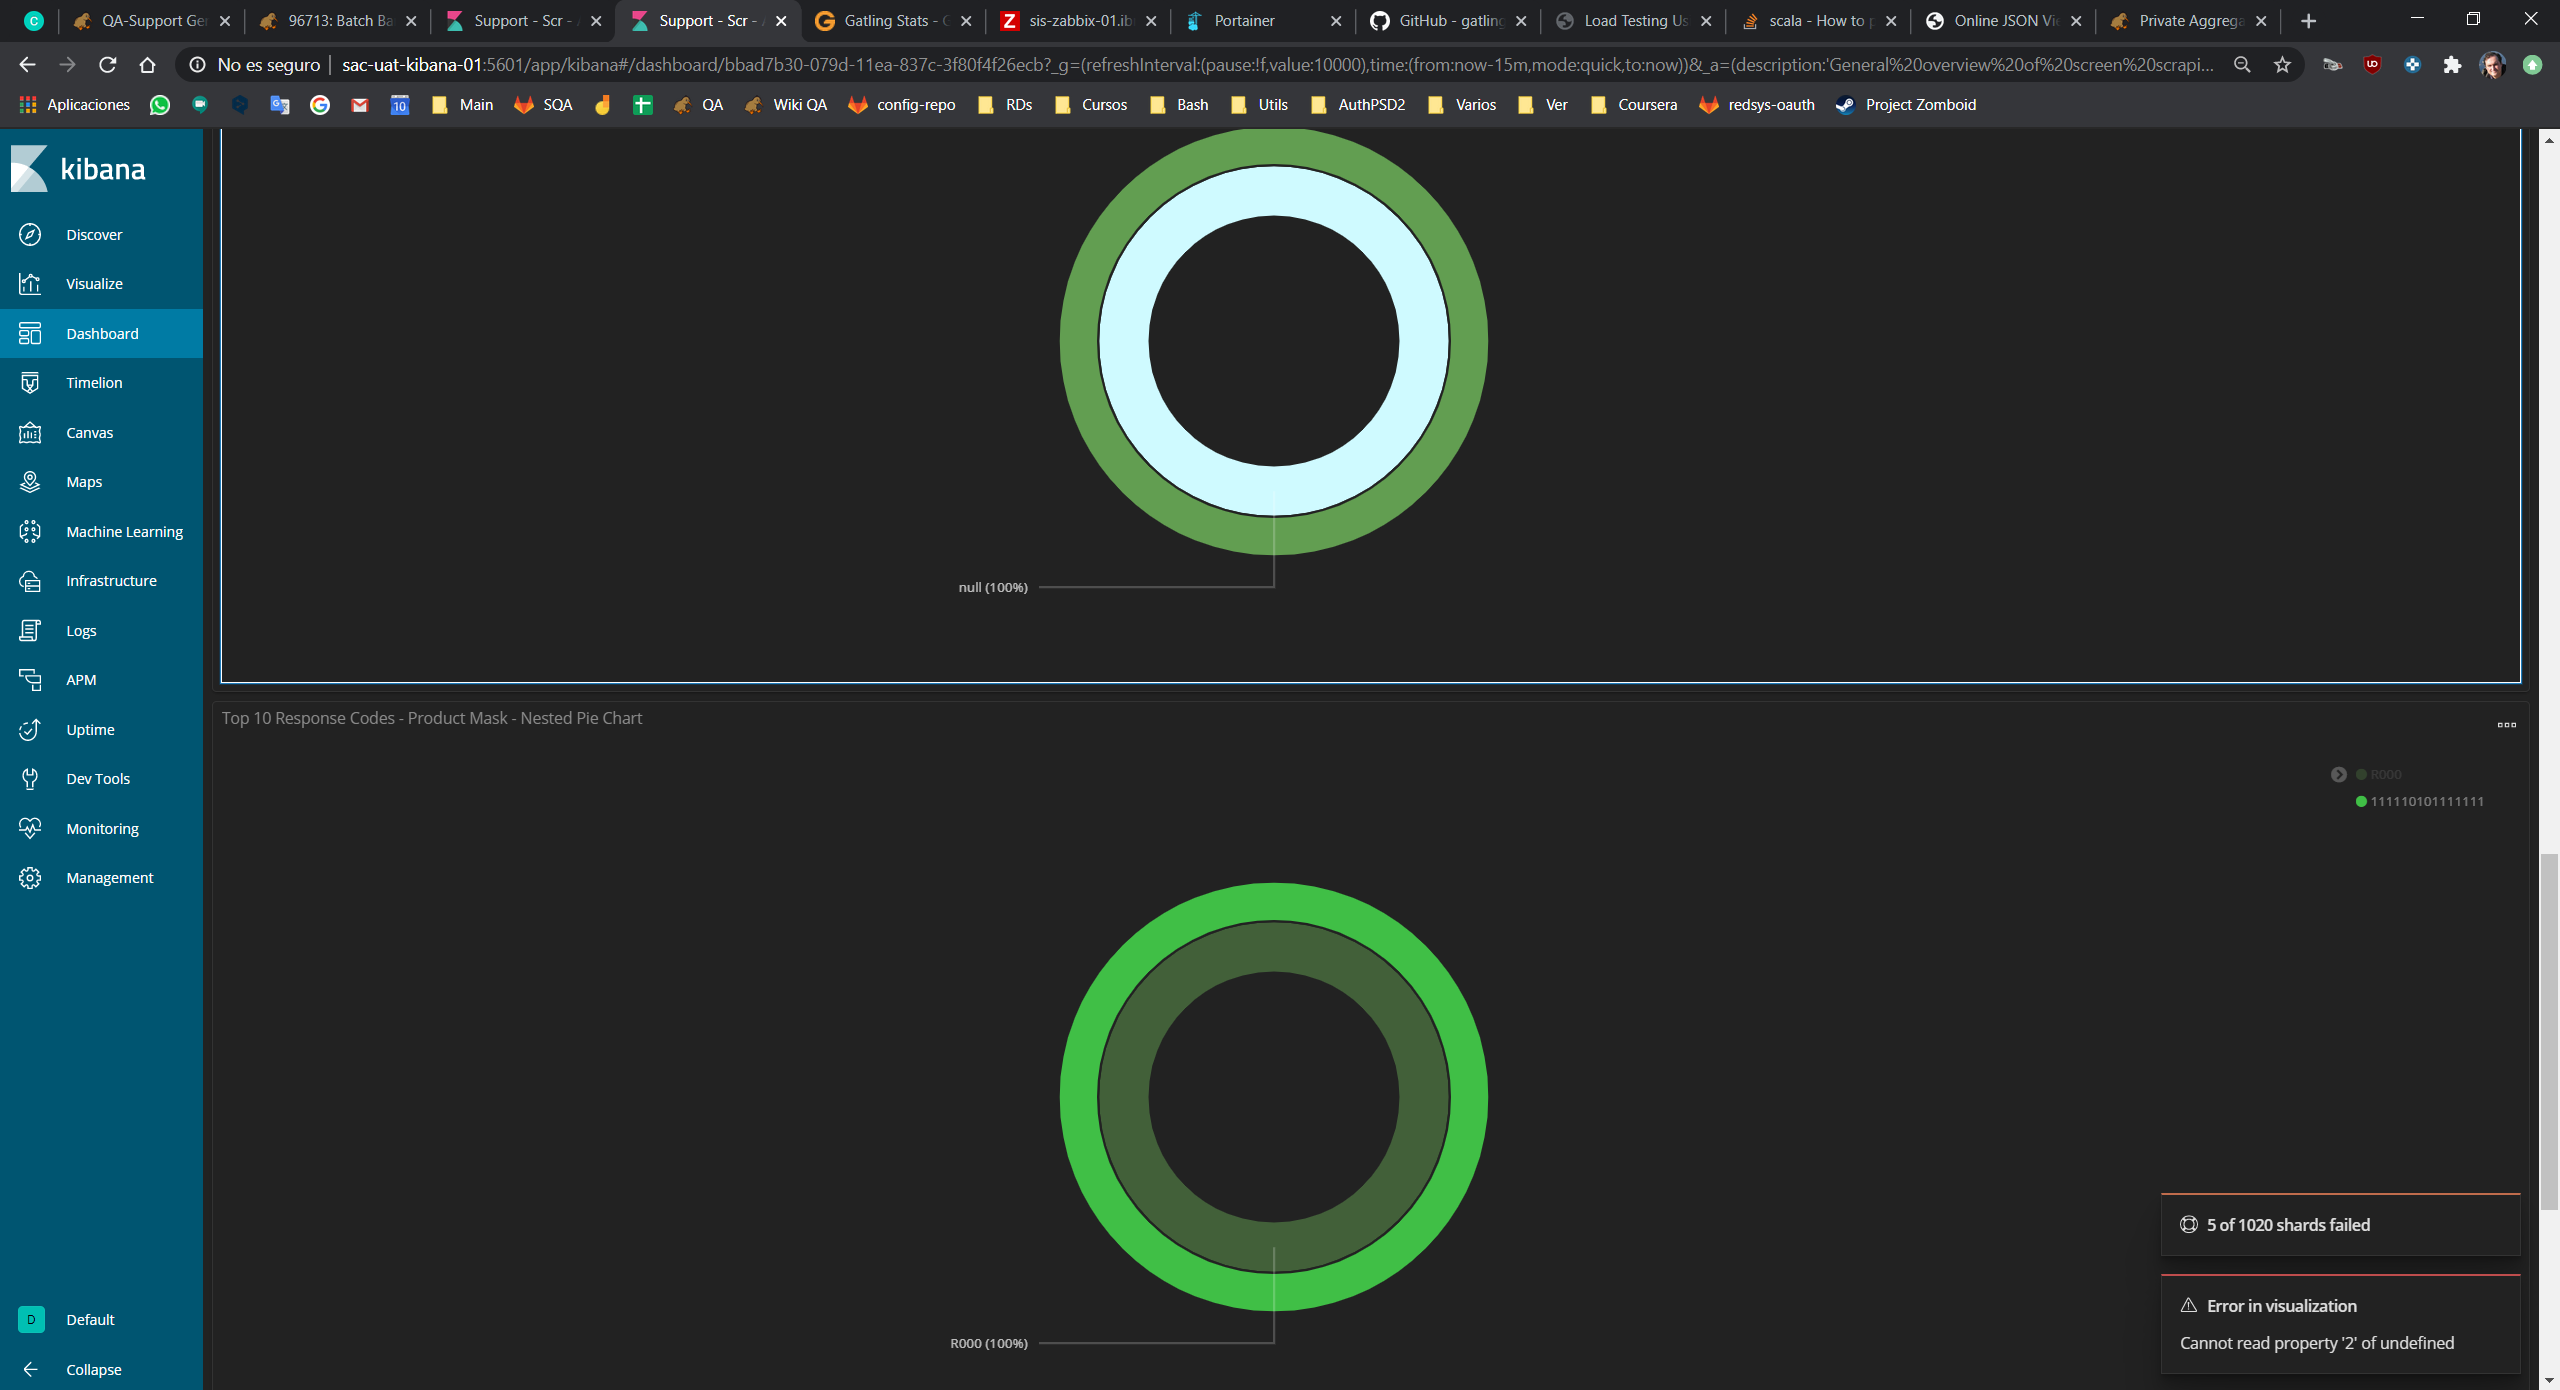 QA-Support Ge
96713: Batch Ba
Support - Scr -
Support - Scr -
Gatling Stats - G
sis-zabbix-01.ib
Portainer
GitHub - gatling
Load Testing Us
scala - How to p
Online JSON Vie
Private Aggrega
No es seguro | sac-uat-kibana-01:5601/app/kibana#/dashboard/bbad7b30-079d-11ea-837c-3f80f4f26ecb?_g=(refreshInterval:(pause:!f,value:10000),time:(from:now-15m,mode:quick,to:now))&_a=(description:'General%20overview%20of%20screen%20scrapi...
Aplicaciones
10
Main
SQA
QA
Wiki QA
config-repo
RDs
Cursos
Bash
Utils
AuthPSD2
Varios
Ver
Coursera
redsys-oauth
Project Zomboid
kibana
Discover
Visualize
Dashboard
Timelion
Canvas
Maps
Machine Learning
Infrastructure
Logs
APM
Uptime
Dev Tools
Monitoring
Management
D Default
Collapse
null (100%)
Top 10 Response Codes - Product Mask - Nested Pie Chart
R000
111110101111111
R000 (100%)
5 of 1020 shards failed
Error in visualization
Cannot read property '2' of undefined